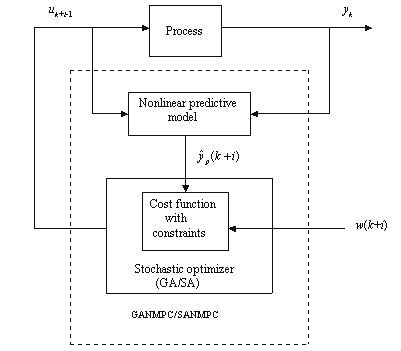 u_{k+i-1}
y_k
Process
Nonlinear predictive
model
ŷ_p(k+i)
Cost function
with
constraints
w(k+i)
Stochastic optimizer
(GA/SA)
GANMPC/SANMPC